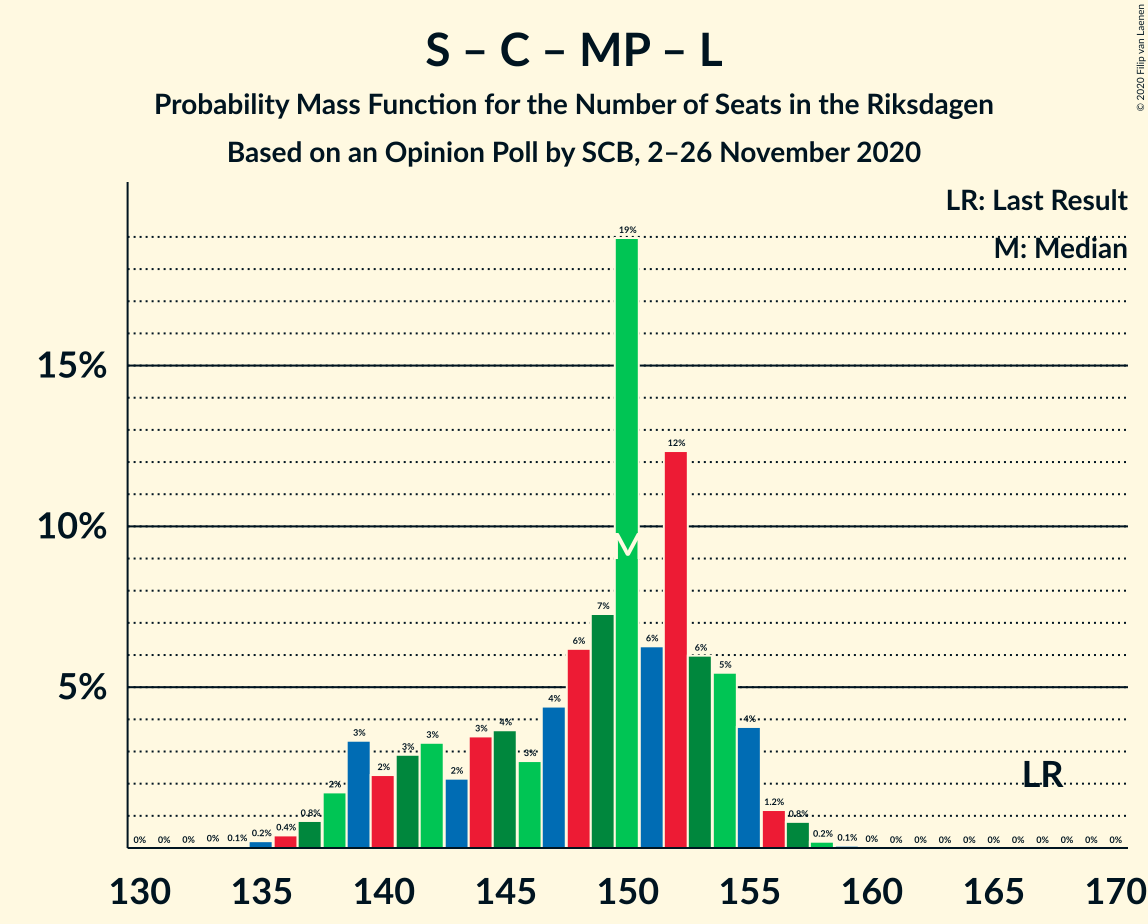 S – C – MP – L
Probability Mass Function for the Number of Seats in the Riksdagen
Based on an Opinion Poll by SCB, 2–26 November 2020
© 2020 Filip van Laenen
LR: Last Result
M: Median
15%
10%
5%
0% 0% 0% 0% 0.1% 0.2% 0.4% 0.8% 2% 3% 2% 3% 3% 2% 3% 4% 3% 4% 6% 7% 19% 6% 12% 6% 5% 4% 1.2% 0.8% 0.2% 0.1% 0% 0% 0% 0% 0% 0% 0% 0% 0% 0% 0%
M
LR
130 135 140 145 150 155 160 165 170